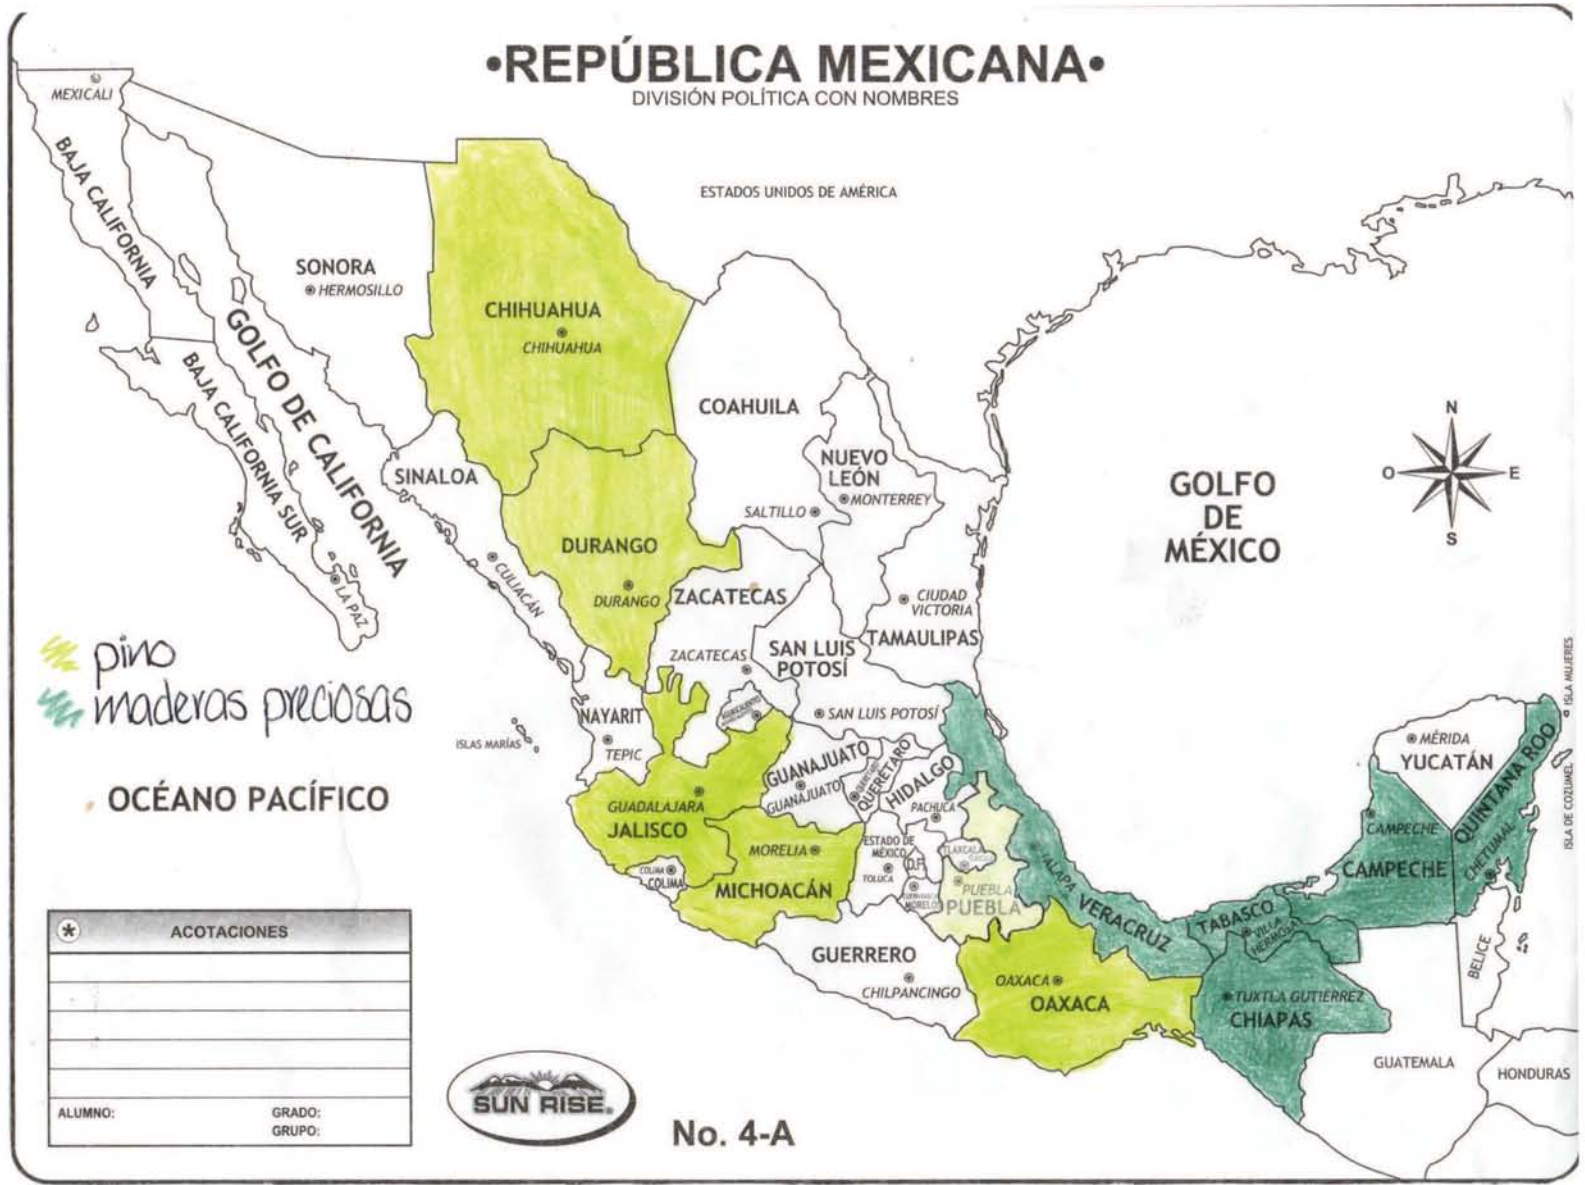 •REPÚBLICA MEXICANA•
DIVISIÓN POLÍTICA CON NOMBRES
MEXICALI
BAJA CALIFORNIA
ESTADOS UNIDOS DE AMÉRICA
SONORA
HERMOSILLO
CHIHUAHUA
CHIHUAHUA
GOLFO DE CALIFORNIA
BAJA CALIFORNIA SUR
COAHUILA
N
O
E
S
SINALOA
NUEVO
LEÓN
MONTERREY
SALTILLO
GOLFO
DE
MÉXICO
DURANGO
DURANGO
CULIACÁN
LA PAZ
ZACATECAS
CIUDAD
VICTORIA
TAMAULIPAS
pino
maderas preciosas
ZACATECAS
SAN LUIS
POTOSÍ
SAN LUIS POTOSÍ
NAYARIT
TEPIC
ISLAS MARÍAS
ISLA MUJERES
MÉRIDA
YUCATÁN
QUINTANA ROO
CHETUMAL
ISLA DE COZUMEL
GUANAJUATO
GUANAJUATO
QUERÉTARO
QUERÉTARO
HIDALGO
PACHUCA
OCÉANO PACÍFICO
GUADALAJARA
JALISCO
MORELIA
MICHOACÁN
COLIMA
COLIMA
ESTADO DE
MÉXICO
TOLUCA
D.F.
TLAXCALA
MORELOS
PUEBLA
PUEBLA
JALAPA
VERACRUZ
CAMPECHE
CAMPECHE
TABASCO
VILLA
HERMOSA
BELICE
GUERRERO
CHILPANCINGO
OAXACA
OAXACA
TUXTLA GUTIÉRREZ
CHIAPAS
GUATEMALA
HONDURAS
* ACOTACIONES
ALUMNO:
GRADO:
GRUPO:
SUN RISE.
No. 4-A